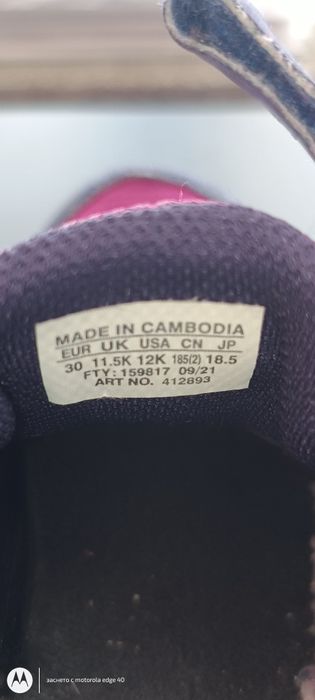 MADE IN CAMBODIA
EUR UK USA CN JP
30 11.5K 12K 185(2) 18.5
FTY: 159817 09/21
ART NO. 412893
заснето с motorola edge 40